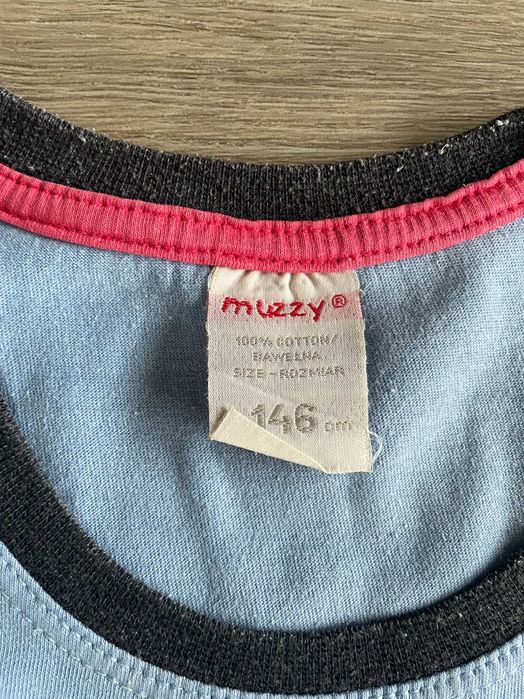 muzzy®
100% COTTON/
BAWEŁNA
SIZE - ROZMIAR
146 cm